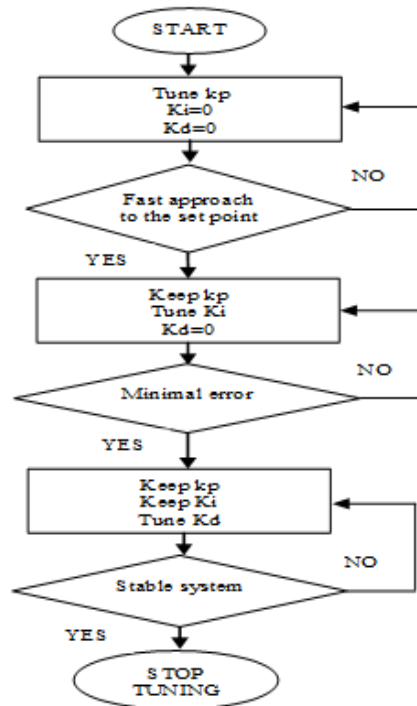 START
Tune kp
Ki=0
Kd=0
Fast approach
to the set point
NO
YES
Keep kp
Tune Ki
Kd=0
Minimal error
NO
YES
Keep kp
Keep Ki
Tune Kd
Stable system
NO
YES
STOP
TUNING